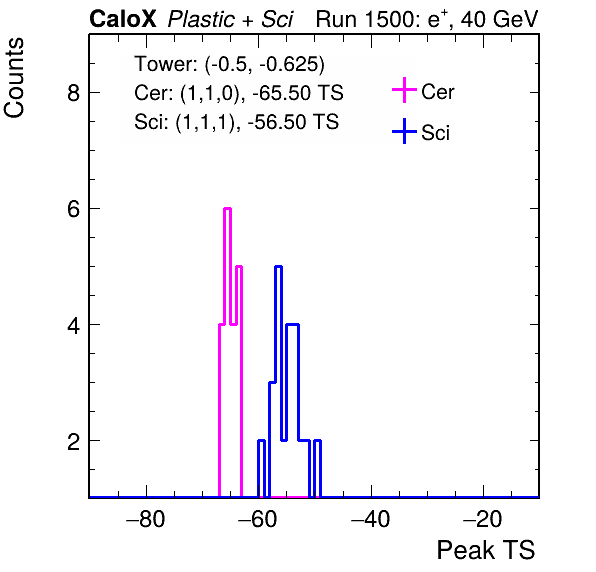 CaloX Plastic + Sci Run 1500: e+, 40 GeV
Counts
Tower: (-0.5, -0.625)
Cer: (1,1,0), -65.50 TS
Sci: (1,1,1), -56.50 TS
Cer
Sci
8
6
4
2
−80 −60 −40 −20
Peak TS